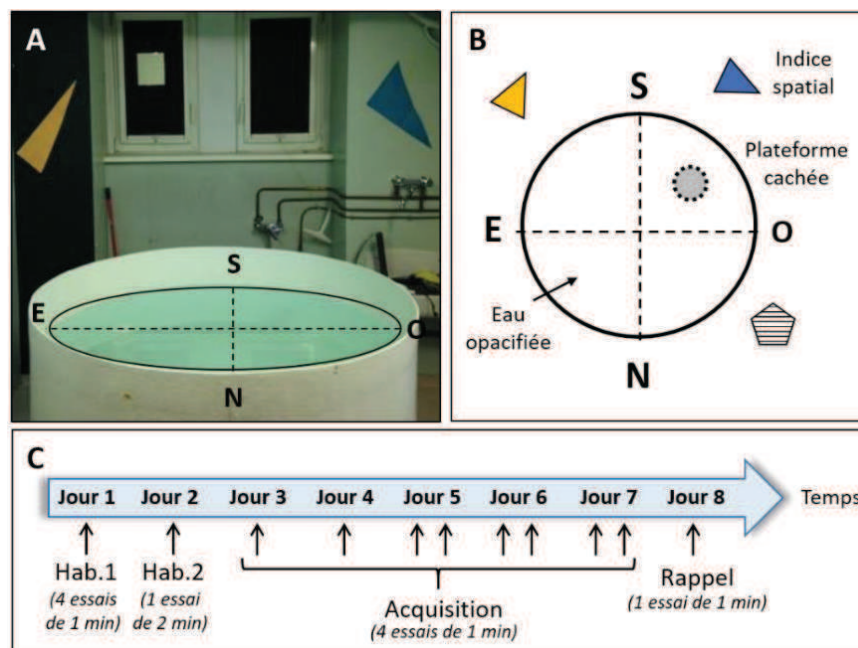 A
S
E
O
N
B
S
Indice
spatial
Plateforme
cachée
E
O
Eau
opacifiée
N
C
Jour 1 Jour 2 Jour 3 Jour 4 Jour 5 Jour 6 Jour 7 Jour 8
Temps
Hab.1
(4 essais
de 1 min)
Hab.2
(1 essai
de 2 min)
Acquisition
(4 essais de 1 min)
Rappel
(1 essai de 1 min)